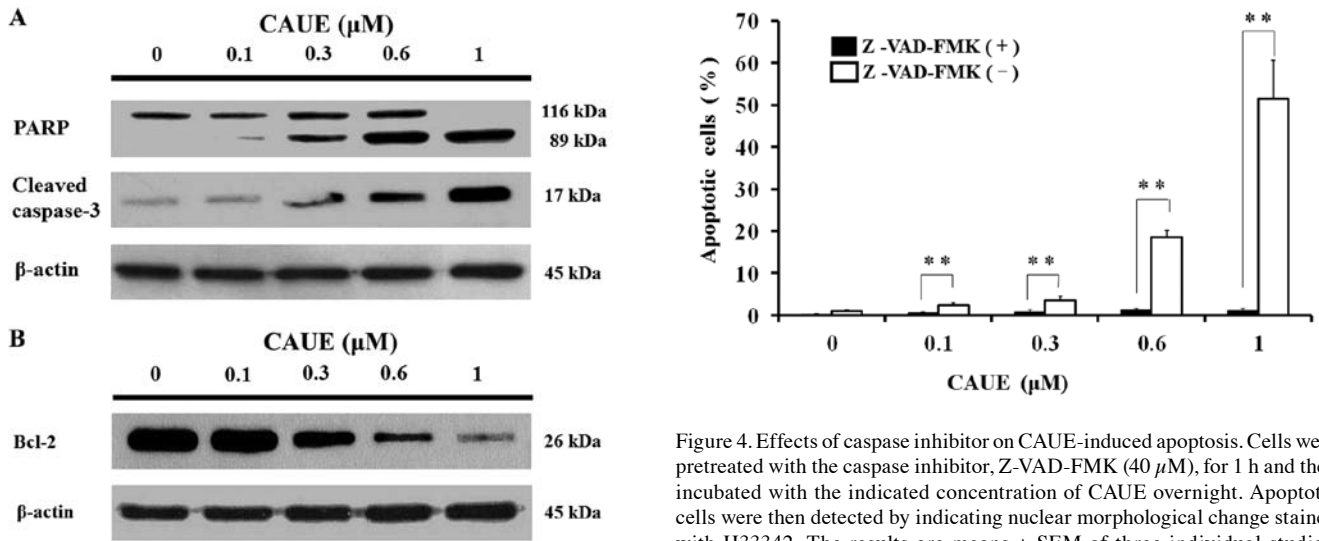 A
CAUE (μM)
0 0.1 0.3 0.6 1
PARP
116 kDa
89 kDa
Cleaved
caspase-3
17 kDa
β-actin
45 kDa
B
CAUE (μM)
0 0.1 0.3 0.6 1
Bcl-2
26 kDa
β-actin
45 kDa
Apoptotic cells (%)
70
60
50
40
30
20
10
0
Z -VAD-FMK (+)
Z -VAD-FMK (−)
**
**
**
**
0 0.1 0.3 0.6 1
CAUE (μM)
Figure 4. Effects of caspase inhibitor on CAUE-induced apoptosis. Cells we
pretreated with the caspase inhibitor, Z-VAD-FMK (40 μM), for 1 h and the
incubated with the indicated concentration of CAUE overnight. Apoptot
cells were then detected by indicating nuclear morphological change staine
with H33342. The results are means ± SEM of three individual studie